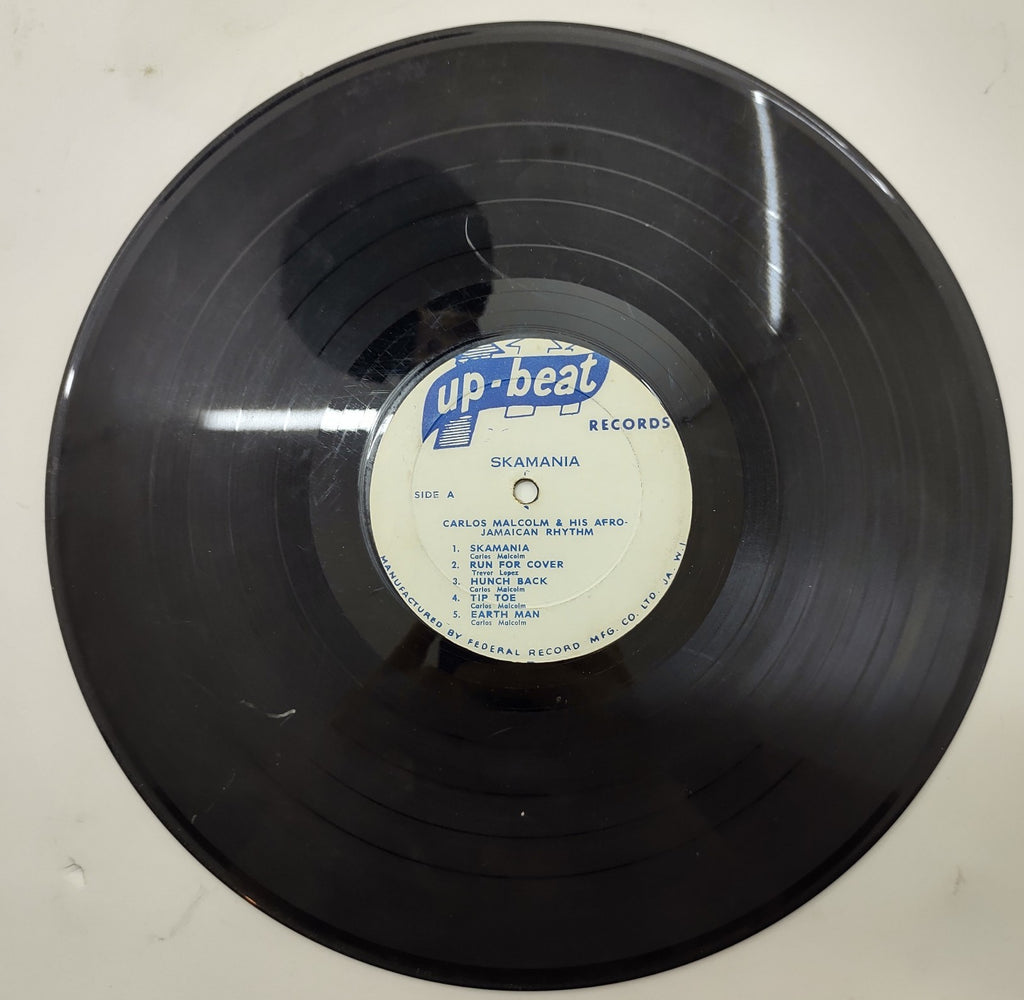 up-beat
RECORDS
SKAMANIA
SIDE A
CARLOS MALCOLM & HIS AFRO-
JAMAICAN RHYTHM
1. SKAMANIA
Carlos Malcolm
2. RUN FOR COVER
Trevor Lopez
3. HUNCH BACK
Carlos Malcolm
4. TIP TOE
Carlos Malcolm
5. EARTH MAN
Carlos Malcolm
MANUFACTURED BY FEDERAL RECORD MFG. CO. LTD. JA. W.I.